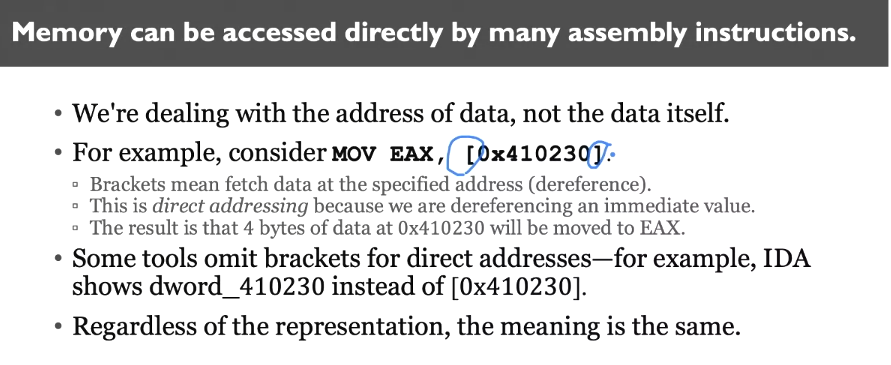 Memory can be accessed directly by many assembly instructions.
• We're dealing with the address of data, not the data itself.
• For example, consider MOV EAX, [0x410230].
▫ Brackets mean fetch data at the specified address (dereference).
▫ This is direct addressing because we are dereferencing an immediate value.
▫ The result is that 4 bytes of data at 0x410230 will be moved to EAX.
• Some tools omit brackets for direct addresses—for example, IDA
shows dword_410230 instead of [0x410230].
• Regardless of the representation, the meaning is the same.